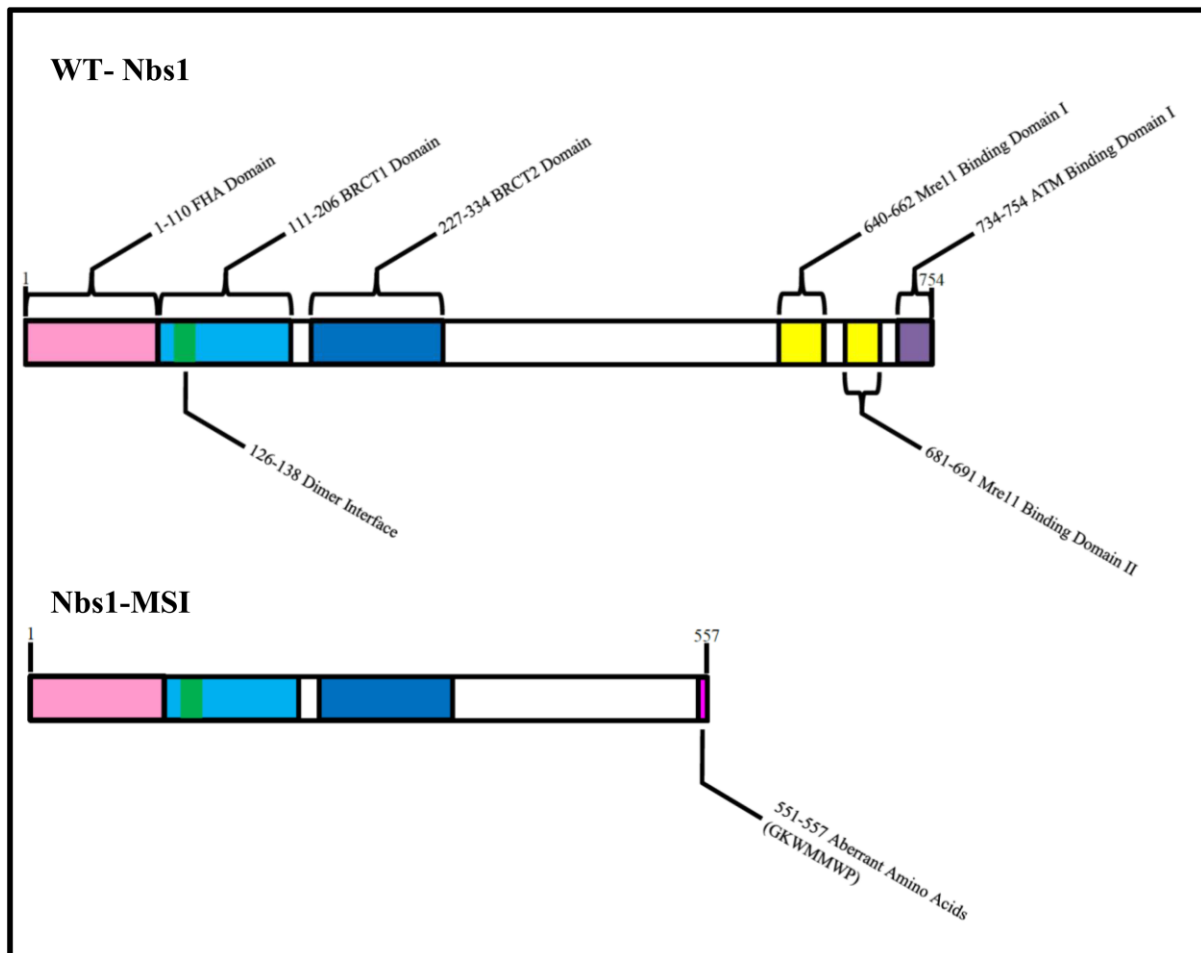 WT- Nbs1
1-110 FHA Domain
111-206 BRCT1 Domain
227-334 BRCT2 Domain
640-662 Mre11 Binding Domain I
734-754 ATM Binding Domain I
1
754
126-138 Dimer Interface
681-691 Mre11 Binding Domain II
Nbs1-MSI
1
557
551-557 Aberrant Amino Acids
(GKWMMWP)